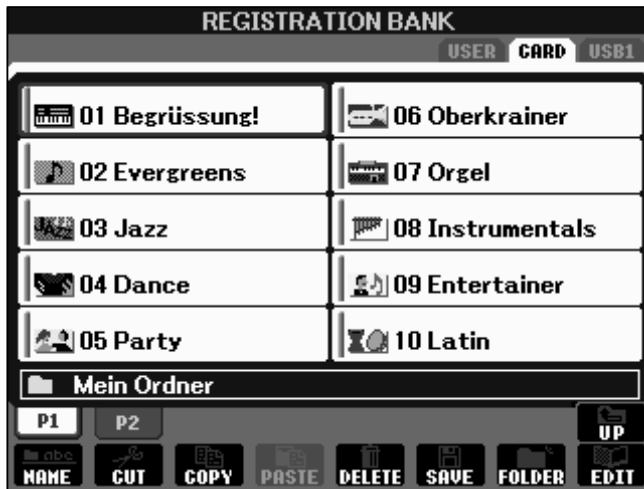 REGISTRATION BANK
USER CARD USB1
01 Begrüssung!
06 Oberkrainer
02 Evergreens
07 Orgel
JAZZ 03 Jazz
08 Instrumentals
04 Dance
09 Entertainer
05 Party
10 Latin
Mein Ordner
P1 P2
UP
abc
NAME CUT COPY PASTE DELETE SAVE FOLDER EDIT